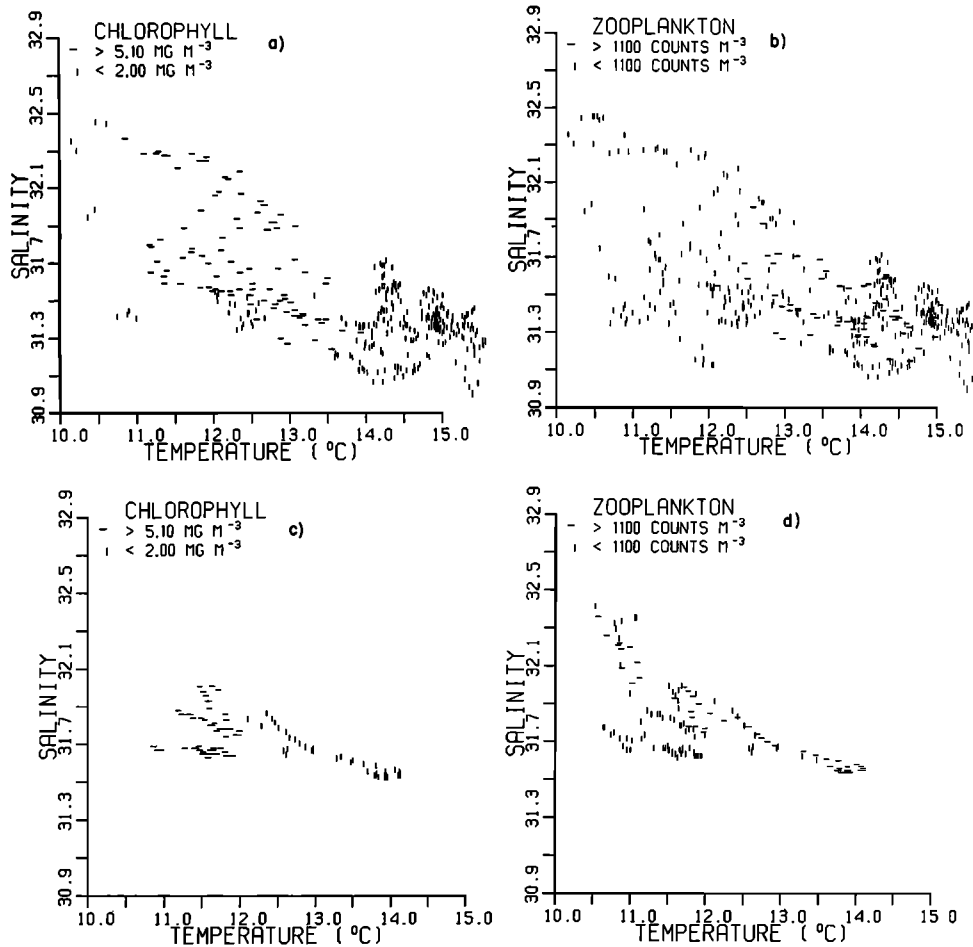 CHLOROPHYLL
a)
– > 5.10 MG M⁻³
ı < 2.00 MG M⁻³
SALINITY
32.9
32.5
32.1
31.7
31.3
30.9
10.0 11.0 12.0 13.0 14.0 15.0
TEMPERATURE (ºC)
ZOOPLANKTON
b)
– > 1100 COUNTS M⁻³
ı < 1100 COUNTS M⁻³
SALINITY
32.9
32.5
32.1
31.7
31.3
30.9
10.0 11.0 12.0 13.0 14.0 15.0
TEMPERATURE (ºC)
CHLOROPHYLL
c)
– > 5.10 MG M⁻³
ı < 2.00 MG M⁻³
SALINITY
32.9
32.5
32.1
31.7
31.3
30.9
10.0 11.0 12.0 13.0 14.0 15.0
TEMPERATURE (ºC)
ZOOPLANKTON
d)
– > 1100 COUNTS M⁻³
ı < 1100 COUNTS M⁻³
SALINITY
32.9
32.5
32.1
31.7
31.3
30.9
10.0 11.0 12.0 13.0 14.0 15.0
TEMPERATURE (ºC)